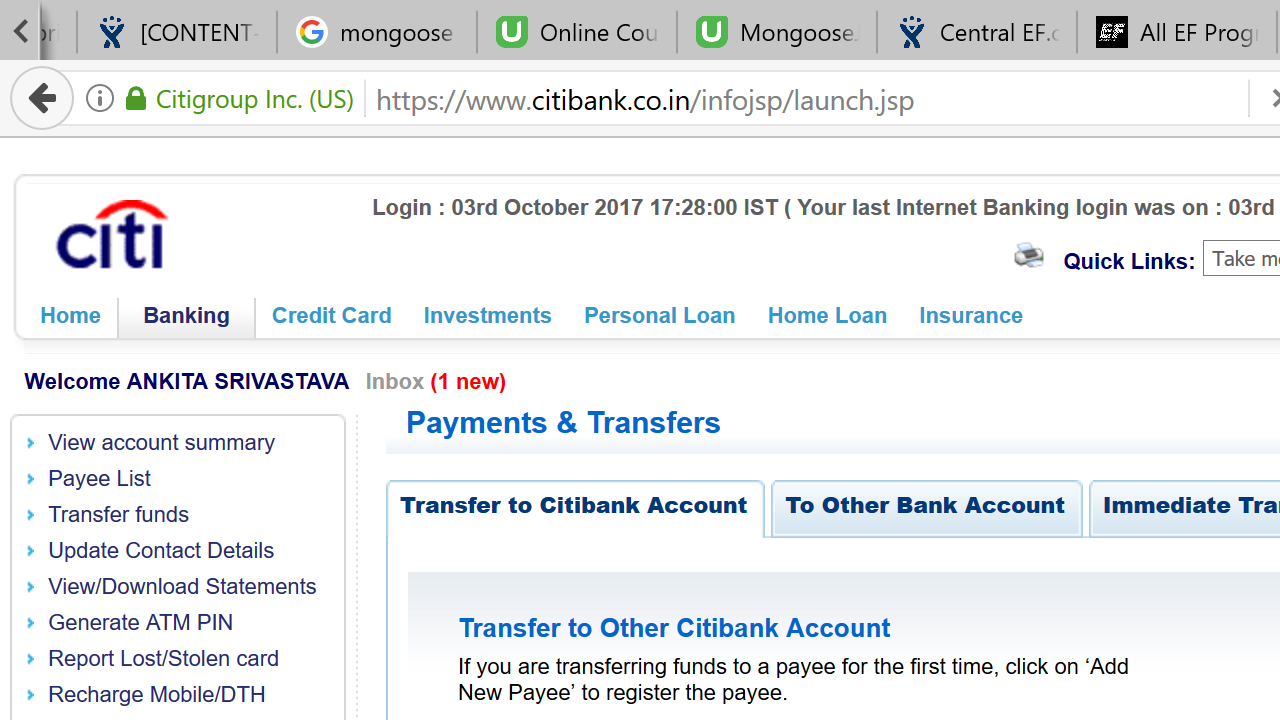 [CONTENT- mongoose Online Cou Mongoose. Central EF.c All EF Progr
Citigroup Inc. (US) https://www.citibank.co.in/infojsp/launch.jsp
citi
Login : 03rd October 2017 17:28:00 IST ( Your last Internet Banking login was on : 03rd
Quick Links: Take me
Home Banking Credit Card Investments Personal Loan Home Loan Insurance
Welcome ANKITA SRIVASTAVA Inbox (1 new)
Payments & Transfers
View account summary
Payee List
Transfer funds
Update Contact Details
View/Download Statements
Generate ATM PIN
Report Lost/Stolen card
Recharge Mobile/DTH
Transfer to Citibank Account To Other Bank Account Immediate Tra
Transfer to Other Citibank Account
If you are transferring funds to a payee for the first time, click on ‘Add
New Payee’ to register the payee.